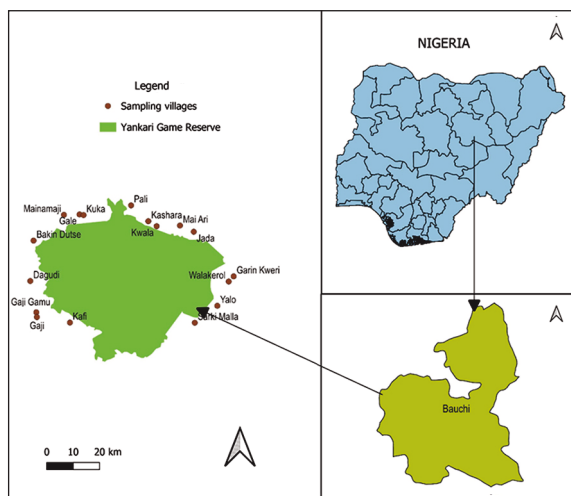 NIGERIA
Legend
Sampling villages
Yankari Game Reserve
Pali
Mainamaji
Kuka
Gale
Kashara
Mai Ari
Kwala
Jada
Bakin Dutse
Walakerol
Garin Kweri
Dagudi
Yalo
Gaji Gamu
Gaji
Kafi
Sarki Malla
Bauchi
0 10 20 km